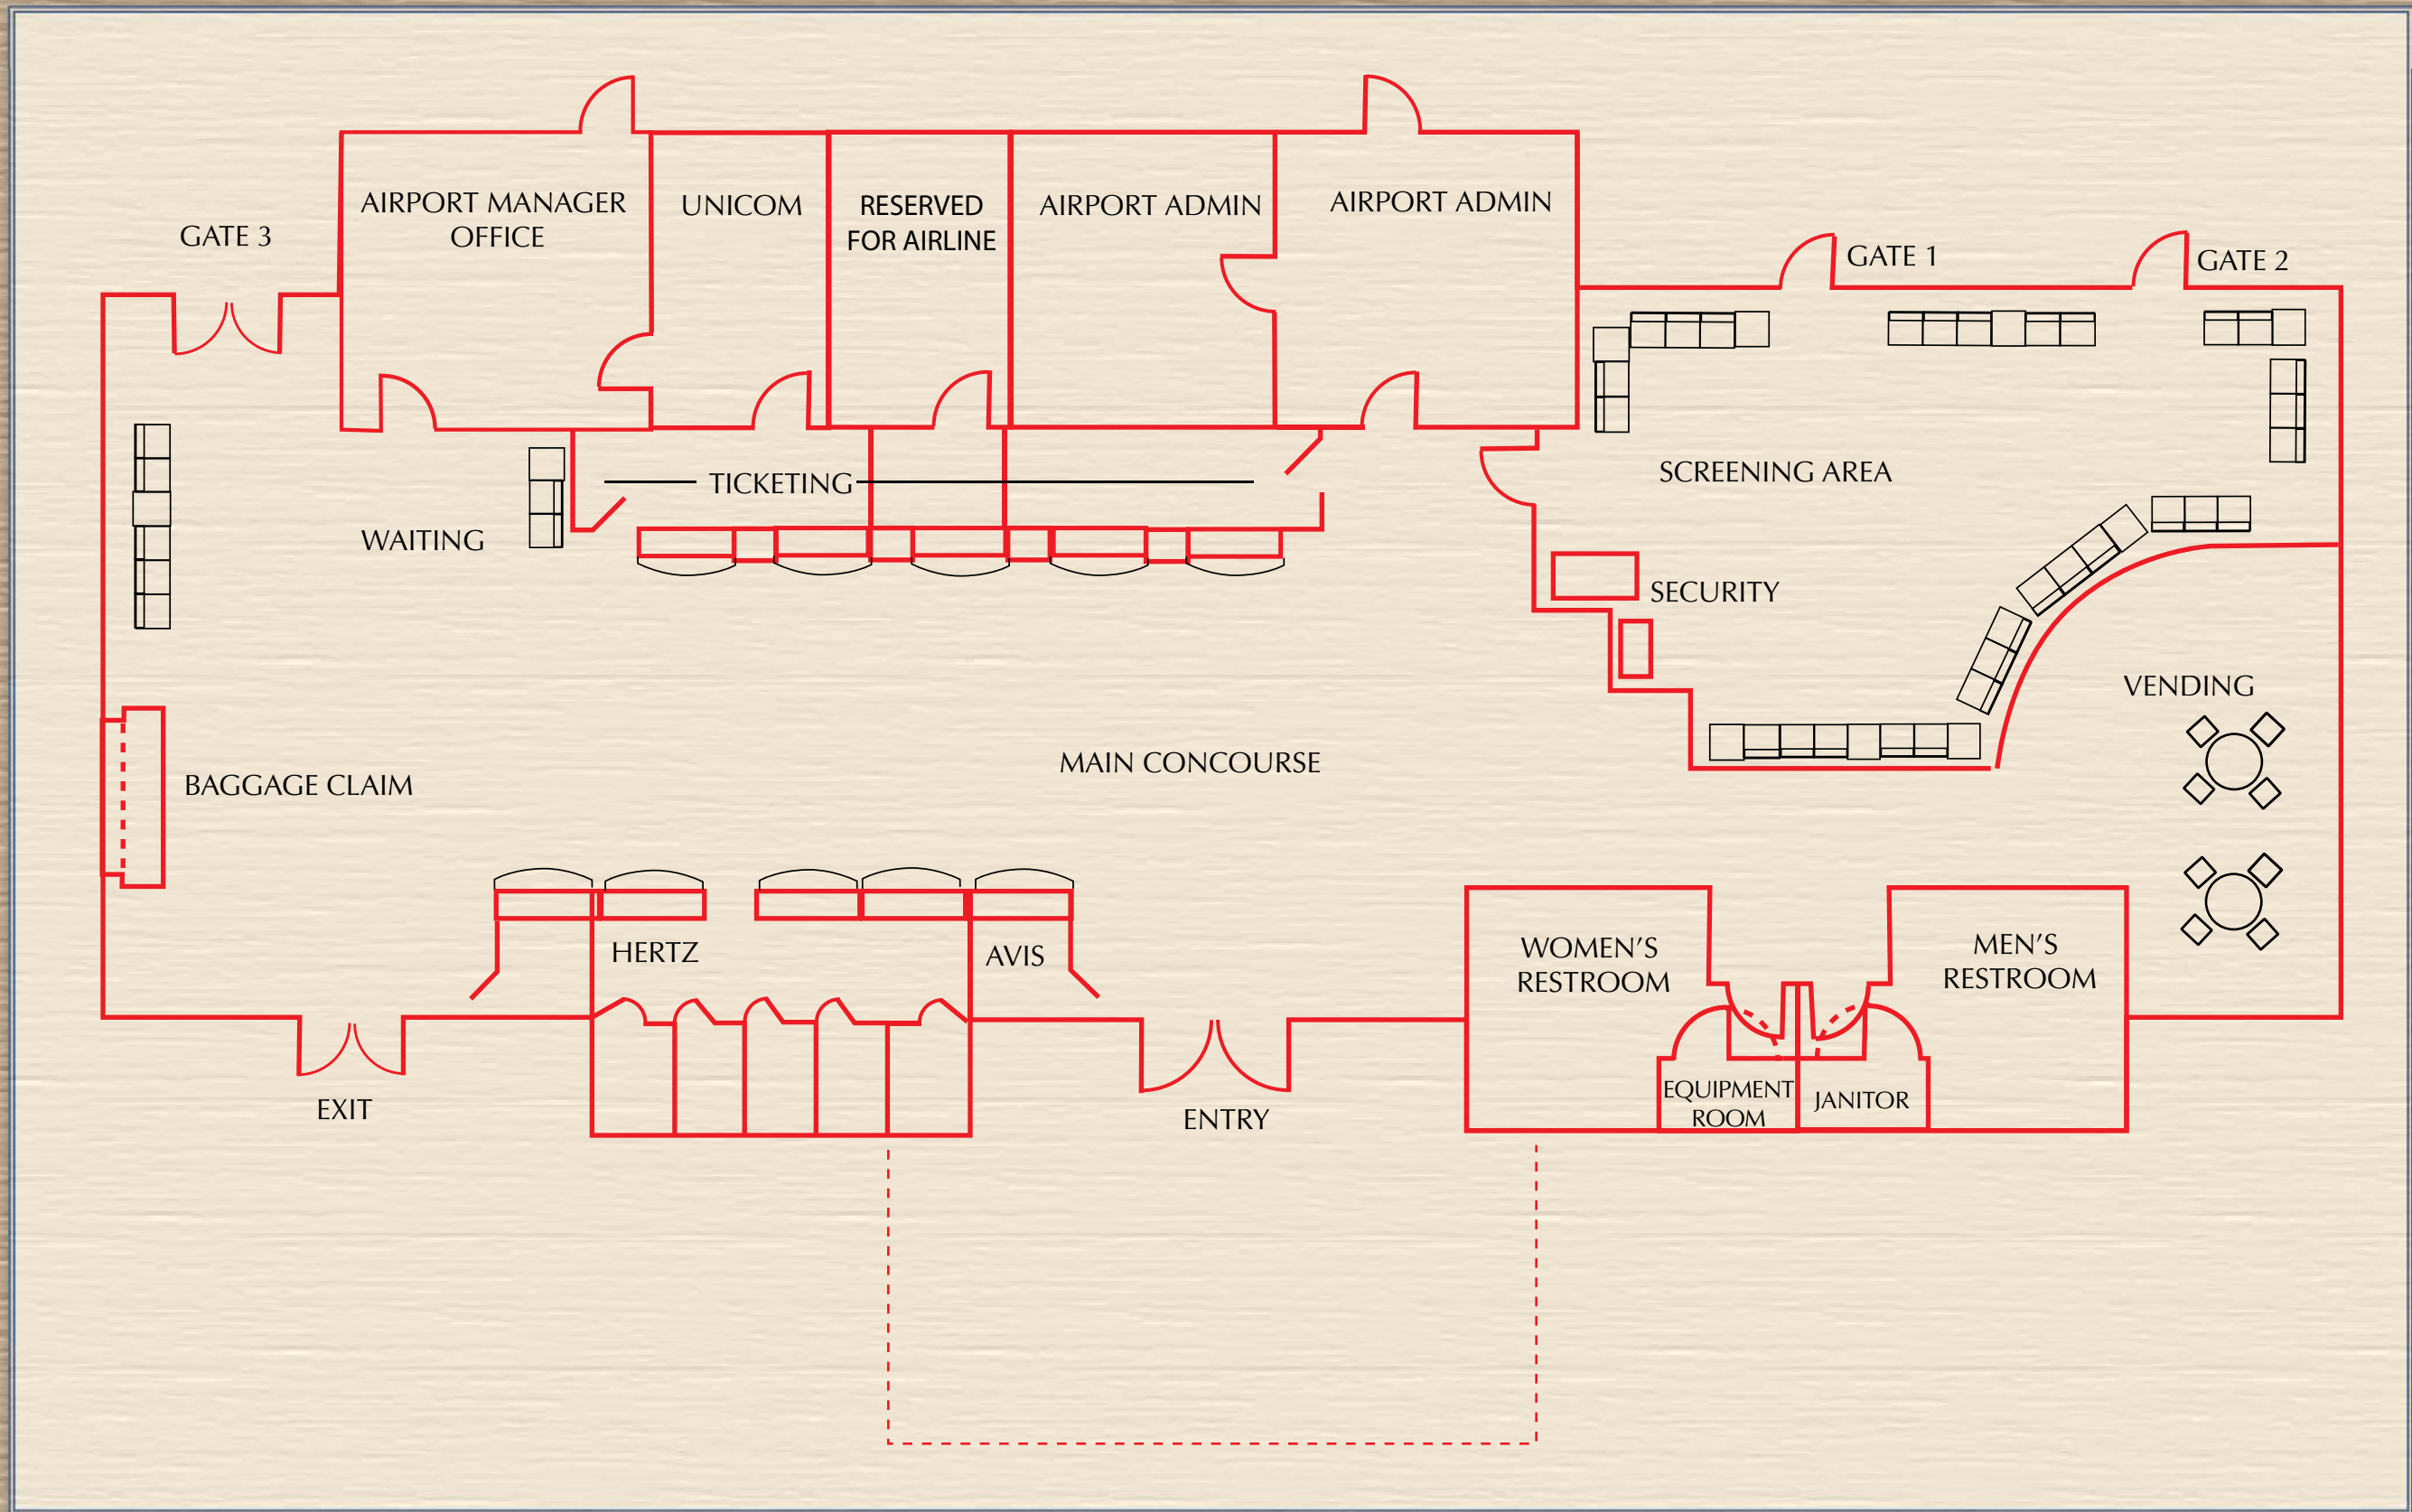 GATE 3
AIRPORT MANAGER
OFFICE
UNICOM
RESERVED
FOR AIRLINE
AIRPORT ADMIN
AIRPORT ADMIN
GATE 1
GATE 2
TICKETING
WAITING
SCREENING AREA
SECURITY
VENDING
MAIN CONCOURSE
BAGGAGE CLAIM
HERTZ
AVIS
WOMEN'S
RESTROOM
MEN'S
RESTROOM
EQUIPMENT
ROOM
JANITOR
EXIT
ENTRY